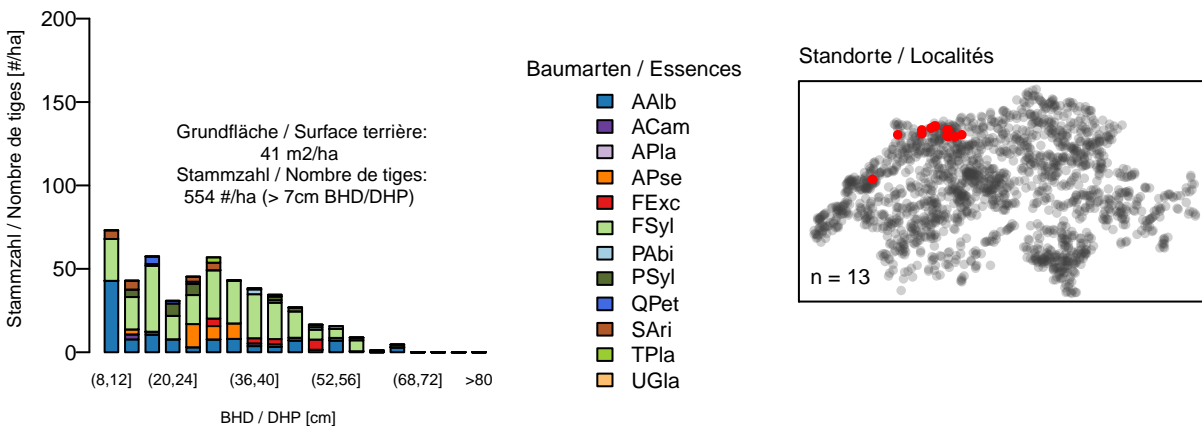 Stammzahl / Nombre de tiges [#/ha]
200
150
100
50
0
Grundfläche / Surface terrière:
41 m2/ha
Stammzahl / Nombre de tiges:
554 #/ha (> 7cm BHD/DHP)
(8,12] (20,24] (36,40] (52,56] (68,72] >80
BHD / DHP [cm]
Baumarten / Essences
AAlb
ACam
APla
APse
FExc
FSyl
PAbi
PSyl
QPet
SAri
TPla
UGla
Standorte / Localités
n = 13